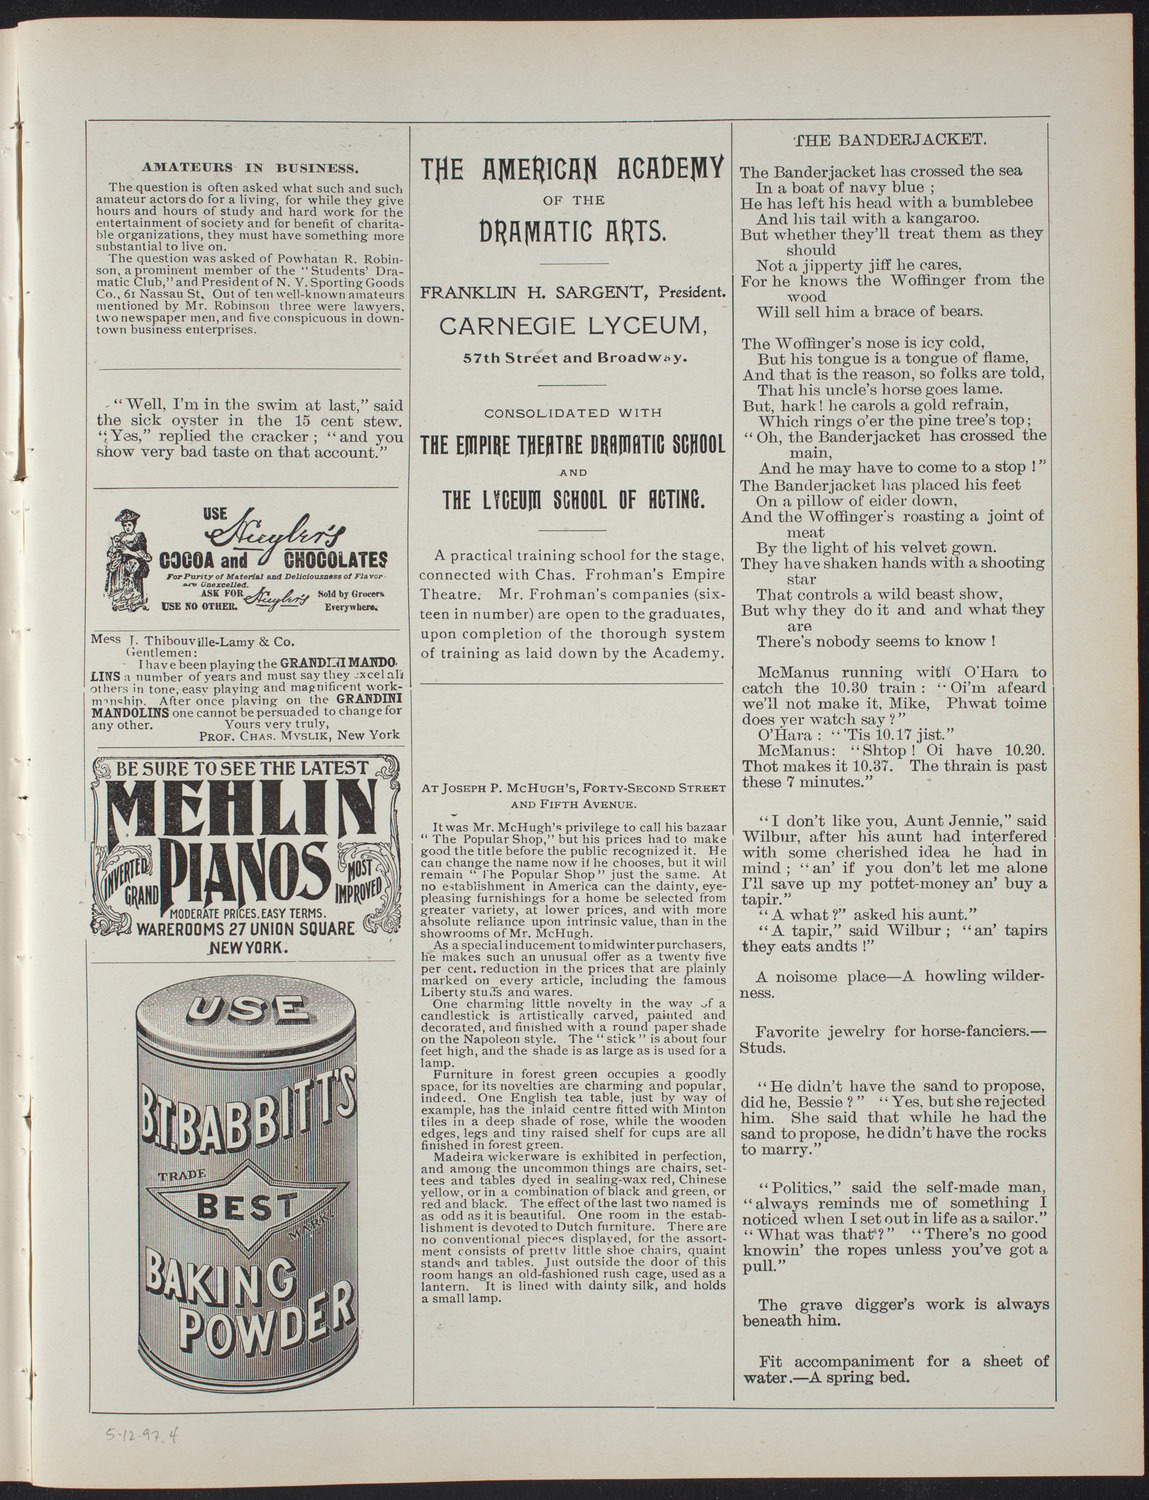 AMATEURS IN BUSINESS.
The question is often asked what such and such
amateur actors do for a living, for while they give
hours and hours of study and hard work for the
entertainment of society and for benefit of charita-
ble organizations, they must have something more
substantial to live on.
The question was asked of Powhatan R. Robin-
son, a prominent member of the "Students' Dra-
matic Club," and President of N. Y. Sporting Goods
Co., 61 Nassau St. Out of ten well-known amateurs
mentioned by Mr. Robinson three were lawyers,
two newspaper men, and five conspicuous in down-
town business enterprises.
"Well, I'm in the swim at last," said
the sick oyster in the 15 cent stew.
"Yes," replied the cracker; "and you
show very bad taste on that account."
USE Huyler's
COCOA and CHOCOLATES
For Purity of Material and Deliciousness of Flavor
are Unexcelled.
ASK FOR Huyler's Sold by Grocers
USE NO OTHER. Everywhere.
Mess J. Thibouville-Lamy & Co.
Gentlemen:
I have been playing the GRANDINI MANDO-
LINS a number of years and must say they excel all
others in tone, easy playing and magnificent work-
manship. After once playing on the GRANDINI
MANDOLINS one cannot be persuaded to change for
any other. Yours very truly,
PROF. CHAS. MYSLIK, New York
BE SURE TO SEE THE LATEST
MEHLIN
INVERTED GRAND PIANOS MOST IMPROVED
MODERATE PRICES. EASY TERMS.
WAREROOMS 27 UNION SQUARE
NEW YORK.
USE
B.T. BABBITT'S
TRADE
BEST
MARK.
BAKING
POWDER
THE AMERICAN ACADEMY
OF THE
DRAMATIC ARTS.
FRANKLIN H. SARGENT, President.
CARNEGIE LYCEUM,
57th Street and Broadway.
CONSOLIDATED WITH
THE EMPIRE THEATRE DRAMATIC SCHOOL
AND
THE LYCEUM SCHOOL OF ACTING.
A practical training school for the stage,
connected with Chas. Frohman's Empire
Theatre. Mr. Frohman's companies (six-
teen in number) are open to the graduates,
upon completion of the thorough system
of training as laid down by the Academy.
AT JOSEPH P. MCHUGH'S, FORTY-SECOND STREET
AND FIFTH AVENUE.
It was Mr. McHugh's privilege to call his bazaar
"The Popular Shop," but his prices had to make
good the title before the public recognized it. He
can change the name now if he chooses, but it will
remain "The Popular Shop" just the same. At
no establishment in America can the dainty, eye-
pleasing furnishings for a home be selected from
greater variety, at lower prices, and with more
absolute reliance upon intrinsic value, than in the
showrooms of Mr. McHugh.
As a special inducement to midwinter purchasers,
he makes such an unusual offer as a twenty five
per cent. reduction in the prices that are plainly
marked on every article, including the famous
Liberty stuffs and wares.
One charming little novelty in the way of a
candlestick is artistically carved, painted and
decorated, and finished with a round paper shade
on the Napoleon style. The "stick" is about four
feet high, and the shade is as large as is used for a
lamp.
Furniture in forest green occupies a goodly
space, for its novelties are charming and popular,
indeed. One English tea table, just by way of
example, has the inlaid centre fitted with Minton
tiles in a deep shade of rose, while the wooden
edges, legs and tiny raised shelf for cups are all
finished in forest green.
Madeira wickerware is exhibited in perfection,
and among the uncommon things are chairs, set-
tees and tables dyed in sealing-wax red, Chinese
yellow, or in a combination of black and green, or
red and black. The effect of the last two named is
as odd as it is beautiful. One room in the estab-
lishment is devoted to Dutch furniture. There are
no conventional pieces displayed, for the assort-
ment consists of pretty little shoe chairs, quaint
stands and tables. Just outside the door of this
room hangs an old-fashioned rush cage, used as a
lantern. It is lined with dainty silk, and holds
a small lamp.
THE BANDERJACKET.
The Banderjacket has crossed the sea
In a boat of navy blue;
He has left his head with a bumblebee
And his tail with a kangaroo.
But whether they'll treat them as they
should
Not a jipperty jiff he cares,
For he knows the Woffinger from the
wood
Will sell him a brace of bears.
The Woffinger's nose is icy cold,
But his tongue is a tongue of flame,
And that is the reason, so folks are told,
That his uncle's horse goes lame.
But, hark! he carols a gold refrain,
Which rings o'er the pine tree's top;
"Oh, the Banderjacket has crossed the
main,
And he may have to come to a stop!"
The Banderjacket has placed his feet
On a pillow of eider down,
And the Woffinger's roasting a joint of
meat
By the light of his velvet gown.
They have shaken hands with a shooting
star
That controls a wild beast show,
But why they do it and and what they
are
There's nobody seems to know!
McManus running with O'Hara to
catch the 10.30 train: "Oi'm afeard
we'll not make it, Mike, Phwat toime
does yer watch say?"
O'Hara: "'Tis 10.17 jist."
McManus: "Shtop! Oi have 10.20.
Thot makes it 10.37. The thrain is past
these 7 minutes."
"I don't like you, Aunt Jennie," said
Wilbur, after his aunt had interfered
with some cherished idea he had in
mind; "an' if you don't let me alone
I'll save up my pottet-money an' buy a
tapir."
"A what?" asked his aunt."
"A tapir," said Wilbur; "an' tapirs
they eats andts!"
A noisome place—A howling wilder-
ness.
Favorite jewelry for horse-fanciers.—
Studs.
"He didn't have the sand to propose,
did he, Bessie?" "Yes, but she rejected
him. She said that while he had the
sand to propose, he didn't have the rocks
to marry."
"Politics," said the self-made man,
"always reminds me of something I
noticed when I set out in life as a sailor."
"What was that?" "There's no good
knowin' the ropes unless you've got a
pull."
The grave digger's work is always
beneath him.
Fit accompaniment for a sheet of
water.—A spring bed.
5-12-97.4